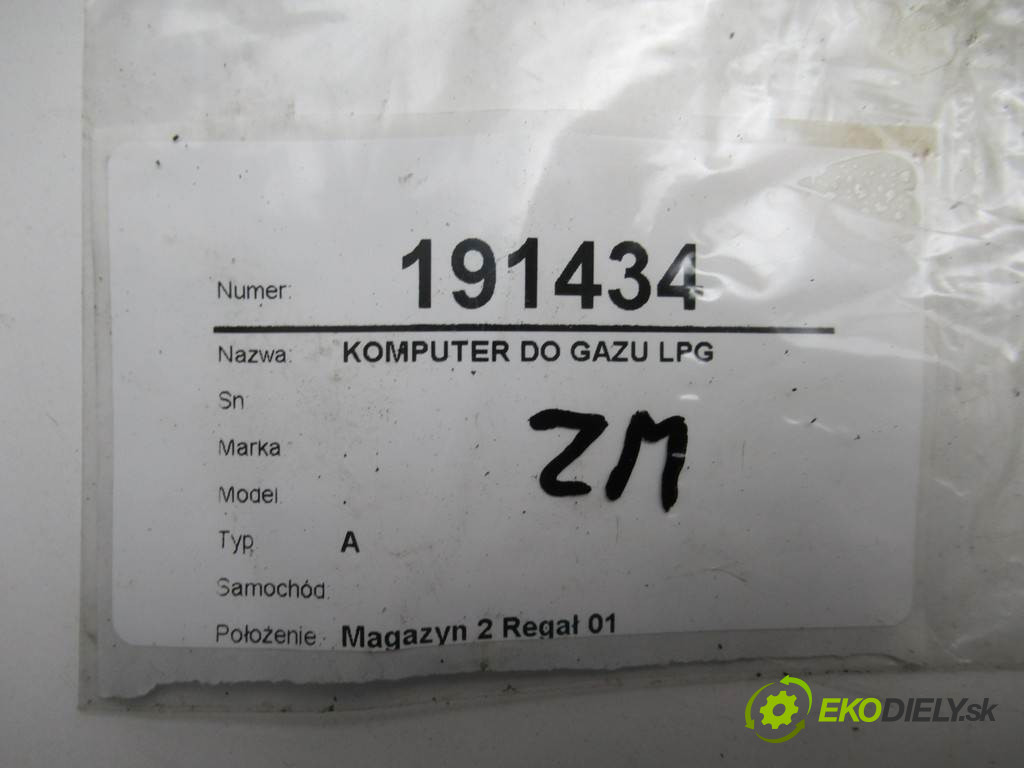 Numer: 191434
Nazwa: KOMPUTER DO GAZU LPG
Sn
ZM
Marka
Model
Typ A
Samochód:
Położenie: Magazyn 2 Regał 01
EKODIELY.sk